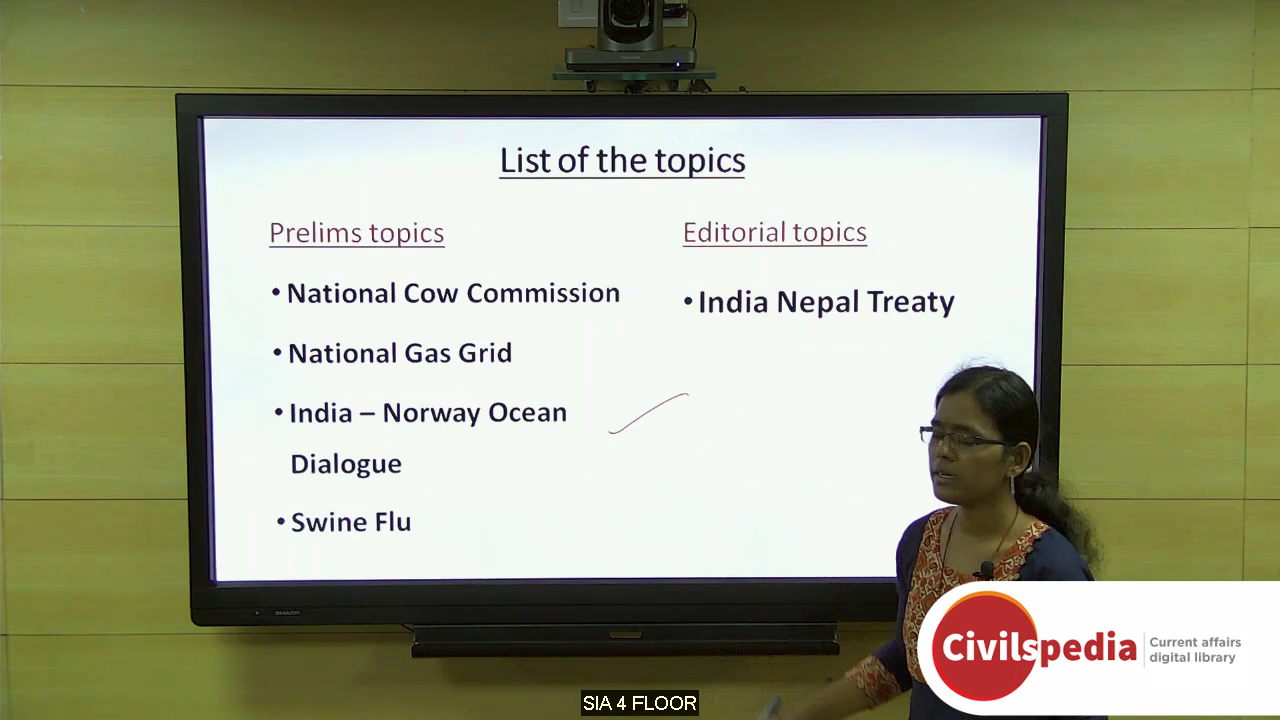 List of the topics
Prelims topics
• National Cow Commission
• National Gas Grid
• India – Norway Ocean
Dialogue
• Swine Flu
Editorial topics
• India Nepal Treaty
SHARP
Civilspedia
Current affairs
digital library
SIA 4 FLOOR